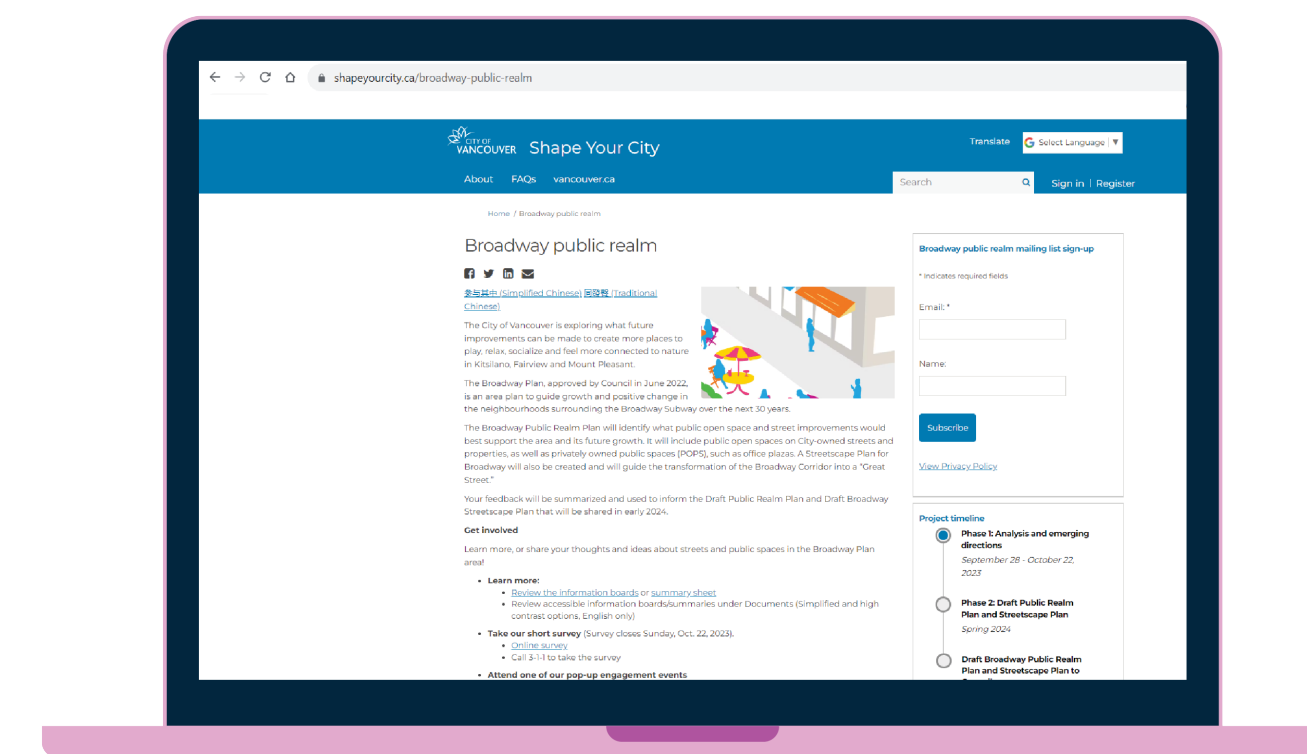 shapeyourcity.ca/broadway-public-realm
CITY OF
VANCOUVER
Shape Your City
Translate
Select Language
About FAQs vancouver.ca
Search
Sign in | Register
Home / Broadway public realm
Broadway public realm
参与其中 (Simplified Chinese) 同發聲 (Traditional
Chinese)
The City of Vancouver is exploring what future
improvements can be made to create more places to
play, relax, socialize and feel more connected to nature
in Kitsilano, Fairview and Mount Pleasant.
The Broadway Plan, approved by Council in June 2022,
is an area plan to guide growth and positive change in
the neighbourhoods surrounding the Broadway Subway over the next 30 years.
The Broadway Public Realm Plan will identify what public open space and street improvements would
best support the area and its future growth. It will include public open spaces on City-owned streets and
properties, as well as privately owned public spaces (POPS), such as office plazas. A Streetscape Plan for
Broadway will also be created and will guide the transformation of the Broadway Corridor into a "Great
Street."
Your feedback will be summarized and used to inform the Draft Public Realm Plan and Draft Broadway
Streetscape Plan that will be shared in early 2024.
Get involved
Learn more, or share your thoughts and ideas about streets and public spaces in the Broadway Plan
area!
• Learn more:
• Review the information boards or summary sheet
• Review accessible information boards/summaries under Documents (Simplified and high
contrast options, English only)
• Take our short survey (Survey closes Sunday, Oct. 22, 2023).
• Online survey
• Call 3-1-1 to take the survey
• Attend one of our pop-up engagement events
Broadway public realm mailing list sign-up
* Indicates required fields
Email: *
Name:
Subscribe
View Privacy Policy
Project timeline
Phase 1: Analysis and emerging
directions
September 28 - October 22,
2023
Phase 2: Draft Public Realm
Plan and Streetscape Plan
Spring 2024
Draft Broadway Public Realm
Plan and Streetscape Plan to